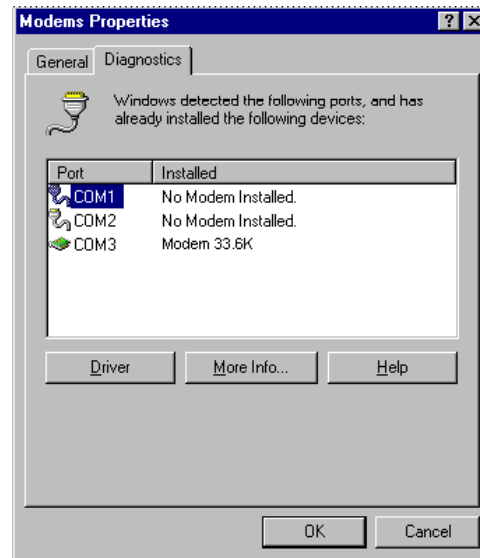 Modems Properties
General Diagnostics
Windows detected the following ports, and has
already installed the following devices:
Port Installed
COM1 No Modem Installed.
COM2 No Modem Installed.
COM3 Modem 33.6K
Driver More Info... Help
OK Cancel